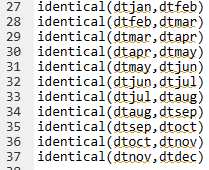 27 identical(dtjan,dtfeb)
28 identical(dtfeb,dtmar)
29 identical(dtmar,dtapr)
30 identical(dtapr,dtmay)
31 identical(dtmay,dtjun)
32 identical(dtjun,dtjul)
33 identical(dtjul,dtaug)
34 identical(dtaug,dtsep)
35 identical(dtsep,dtoct)
36 identical(dtoct,dtnov)
37 identical(dtnov,dtdec)